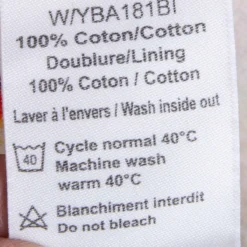 W/YBA181BI
100% Coton/Cotton
Doublure/Lining
100% Coton / Cotton
Laver à l'envers / Wash inside out
40
Cycle normal 40°C
Machine wash
warm 40°C
Blanchiment interdit
Do not bleach